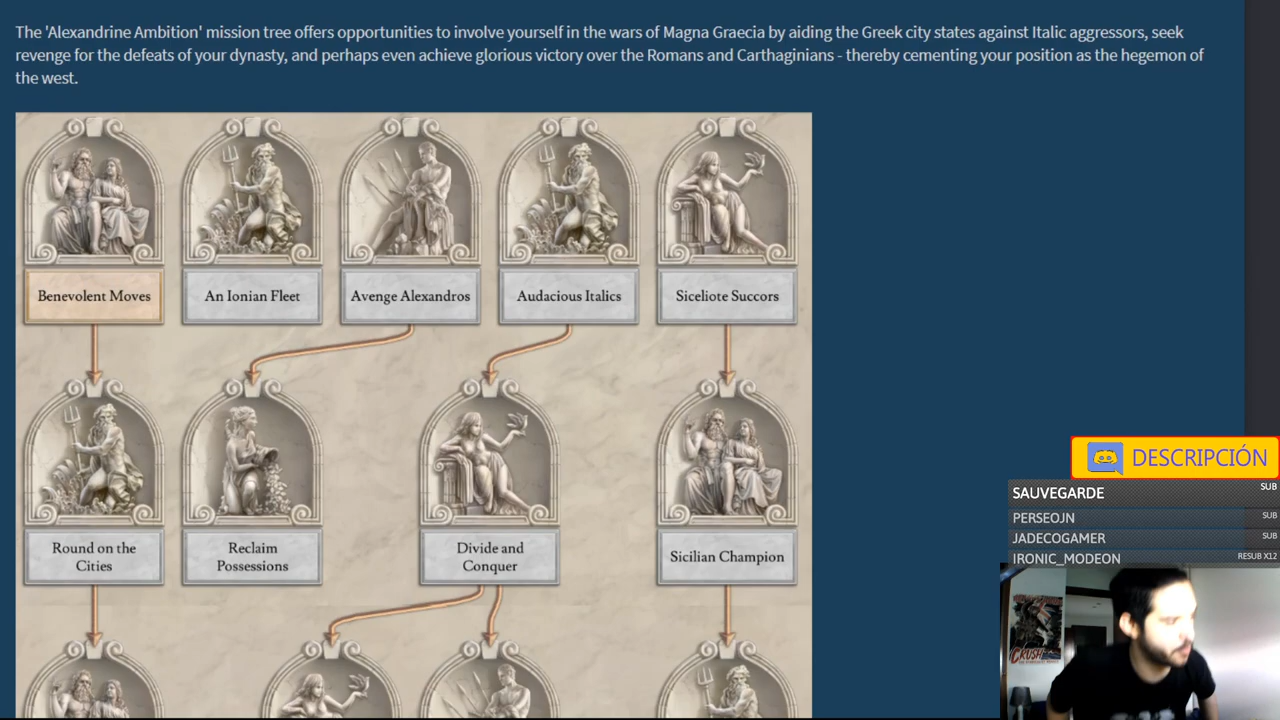 The 'Alexandrine Ambition' mission tree offers opportunities to involve yourself in the wars of Magna Graecia by aiding the Greek city states against Italic aggressors, seek
revenge for the defeats of your dynasty, and perhaps even achieve glorious victory over the Romans and Carthaginians - thereby cementing your position as the hegemon of
the west.
Benevolent Moves
An Ionian Fleet
Avenge Alexandros
Audacious Italics
Siceliote Succors
Round on the
Cities
Reclaim
Possessions
Divide and
Conquer
Sicilian Champion
DESCRIPCIÓN
SAUVEGARDE SUB
PERSEOJN SUB
JADECOGAMER SUB
IRONIC_MODEON RESUB X12
CRUSH